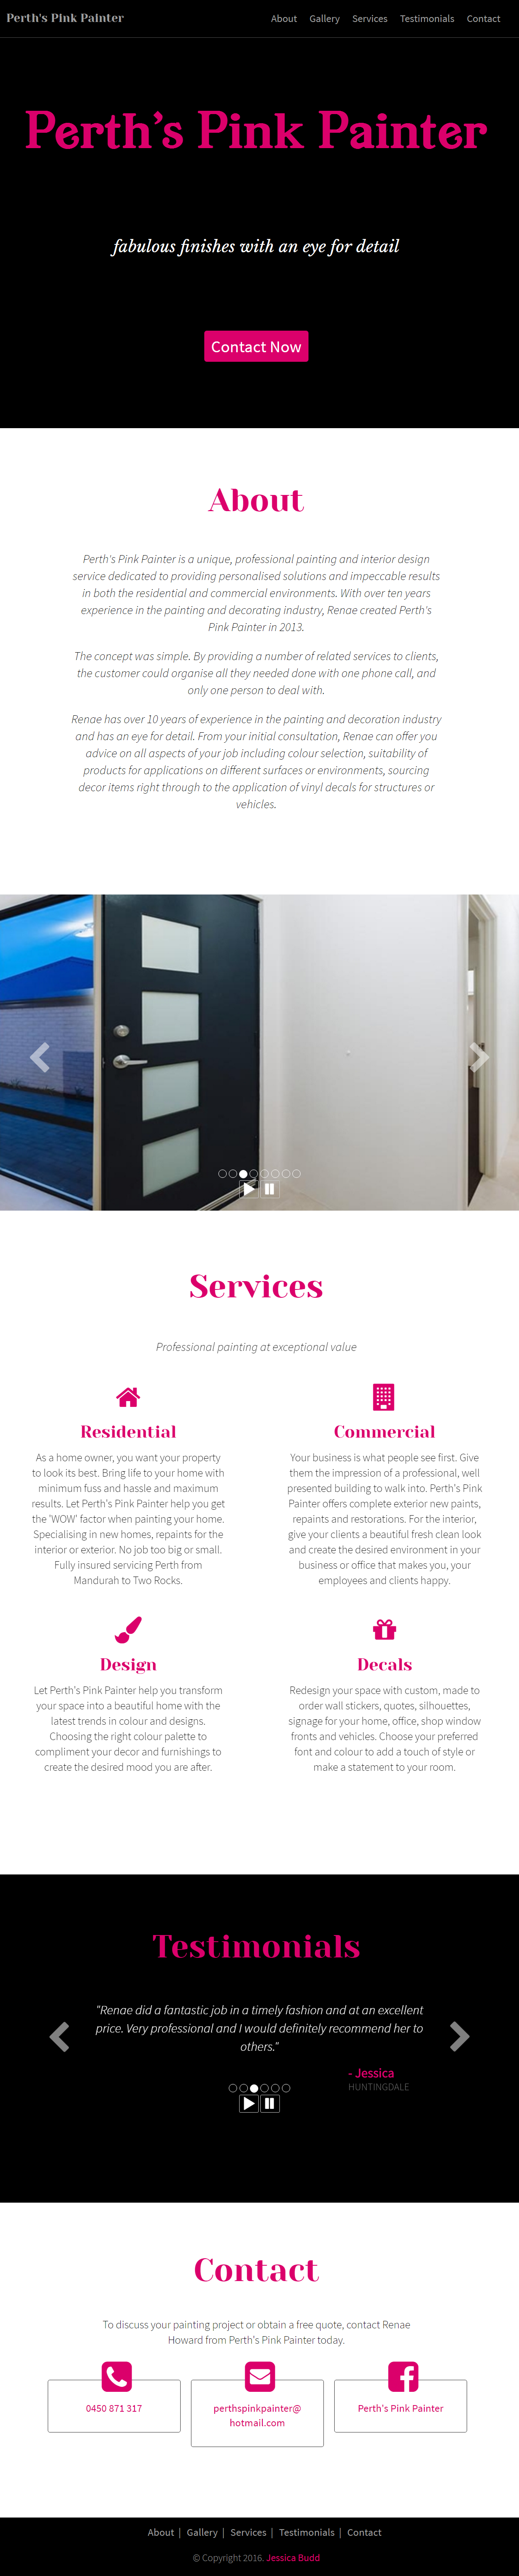 Perth's Pink Painter
About Gallery Services Testimonials Contact
Perth's Pink Painter
fabulous finishes with an eye for detail
Contact Now
About
Perth's Pink Painter is a unique, professional painting and interior design
service dedicated to providing personalised solutions and impeccable results
in both the residential and commercial environments. With over ten years
experience in the painting and decorating industry, Renae created Perth's
Pink Painter in 2013.
The concept was simple. By providing a number of related services to clients,
the customer could organise all they needed done with one phone call, and
only one person to deal with.
Renae has over 10 years of experience in the painting and decoration industry
and has an eye for detail. From your initial consultation, Renae can offer you
advice on all aspects of your job including colour selection, suitability of
products for applications on different surfaces or environments, sourcing
decor items right through to the application of vinyl decals for structures or
vehicles.
Services
Professional painting at exceptional value
Residential
As a home owner, you want your property
to look its best. Bring life to your home with
minimum fuss and hassle and maximum
results. Let Perth's Pink Painter help you get
the 'WOW' factor when painting your home.
Specialising in new homes, repaints for the
interior or exterior. No job too big or small.
Fully insured servicing Perth from
Mandurah to Two Rocks.
Commercial
Your business is what people see first. Give
them the impression of a professional, well
presented building to walk into. Perth's Pink
Painter offers complete exterior new paints,
repaints and restorations. For the interior,
give your clients a beautiful fresh clean look
and create the desired environment in your
business or office that makes you, your
employees and clients happy.
Design
Let Perth's Pink Painter help you transform
your space into a beautiful home with the
latest trends in colour and designs.
Choosing the right colour palette to
compliment your decor and furnishings to
create the desired mood you are after.
Decals
Redesign your space with custom, made to
order wall stickers, quotes, silhouettes,
signage for your home, office, shop window
fronts and vehicles. Choose your preferred
font and colour to add a touch of style or
make a statement to your room.
Testimonials
"Renae did a fantastic job in a timely fashion and at an excellent
price. Very professional and I would definitely recommend her to
others."
- Jessica
HUNTINGDALE
Contact
To discuss your painting project or obtain a free quote, contact Renae
Howard from Perth's Pink Painter today.
0450 871 317
perthspinkpainter@
hotmail.com
Perth's Pink Painter
About | Gallery | Services | Testimonials | Contact
© Copyright 2016. Jessica Budd